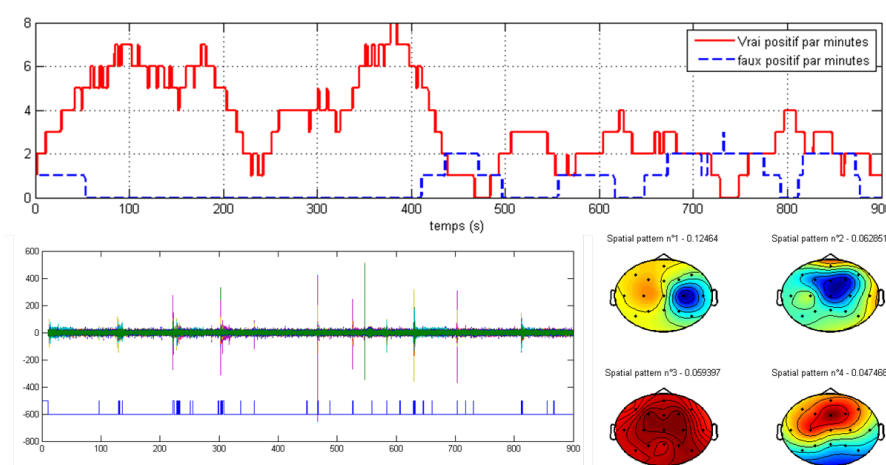 8
6
4
2
0
Vrai positif par minutes
faux positif par minutes
0 100 200 300 400 500 600 700 800 900
temps (s)
600
400
200
0
-200
-400
-600
-800
0 100 200 300 400 500 600 700 800 900
Spatial pattern n°1 - 0.12464
Spatial pattern n°2 - 0.062851
Spatial pattern n°3 - 0.059397
Spatial pattern n°4 - 0.047468